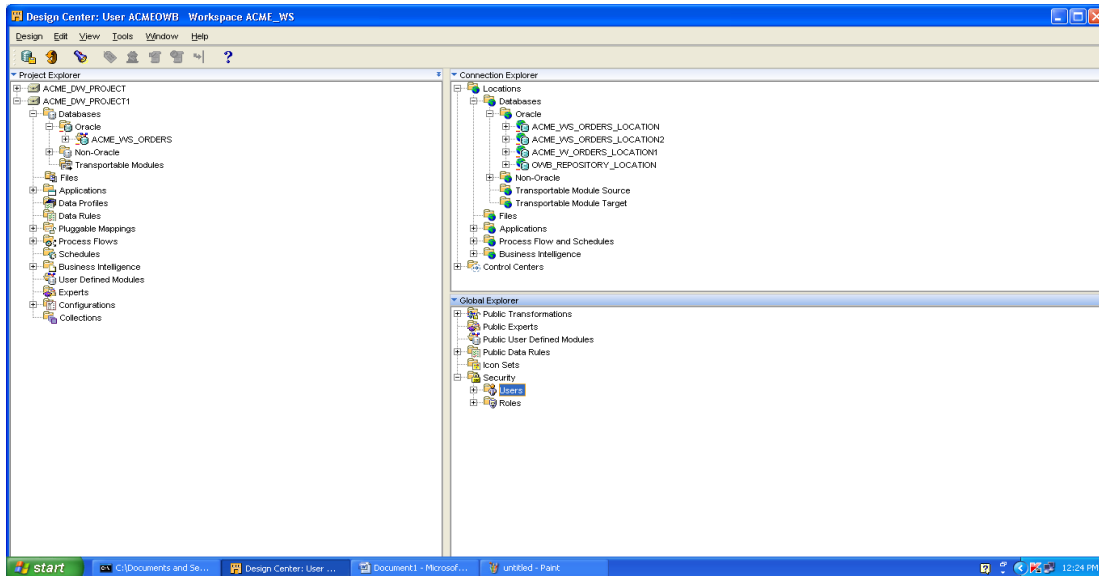 Design Center: User ACMEOWB Workspace ACME_WS
Design Edit View Tools Window Help
Project Explorer
ACME_DW_PROJECT
ACME_DW_PROJECT1
Databases
Oracle
ACME_WS_ORDERS
Non-Oracle
Transportable Modules
Files
Applications
Data Profiles
Data Rules
Pluggable Mappings
Process Flows
Schedules
Business Intelligence
User Defined Modules
Experts
Configurations
Collections
Connection Explorer
Locations
Databases
Oracle
ACME_WS_ORDERS_LOCATION
ACME_WS_ORDERS_LOCATION2
ACME_W_ORDERS_LOCATION1
OWB_REPOSITORY_LOCATION
Non-Oracle
Transportable Module Source
Transportable Module Target
Files
Applications
Process Flow and Schedules
Business Intelligence
Control Centers
Global Explorer
Public Transformations
Public Experts
Public User Defined Modules
Public Data Rules
Icon Sets
Security
Users
Roles
start C:\Documents and Se... Design Center: User ... Document1 - Microsof... untitled - Paint 12:24 PM